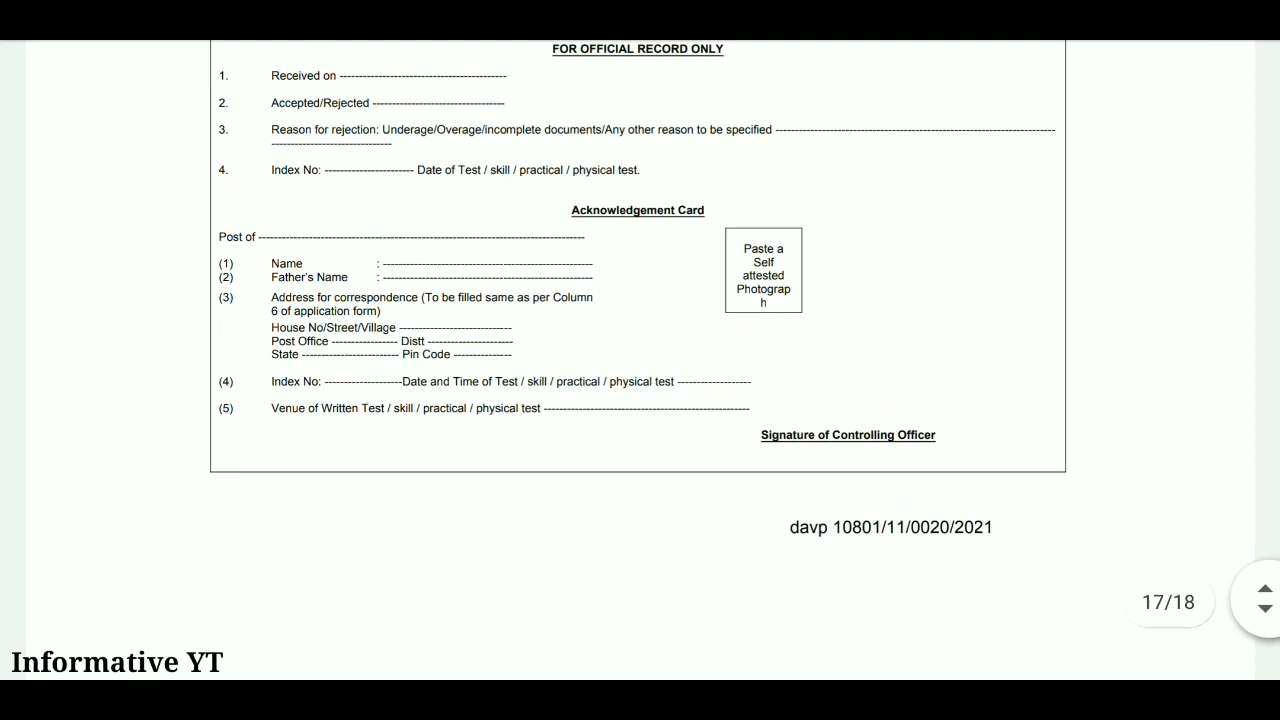 FOR OFFICIAL RECORD ONLY
1. Received on -------------------------------------------
2. Accepted/Rejected ----------------------------------
3. Reason for rejection: Underage/Overage/incomplete documents/Any other reason to be specified ------------------------------------------------------------------------
-------------------------------
4. Index No: ----------------------- Date of Test / skill / practical / physical test.
Acknowledgement Card
Post of ------------------------------------------------------------------------------------
(1) Name : ------------------------------------------------------
(2) Father's Name : ------------------------------------------------------
(3) Address for correspondence (To be filled same as per Column
6 of application form)
House No/Street/Village -----------------------------
Post Office ----------------- Distt -----------------------------
State ------------------------- Pin Code ---------------
Paste a
Self
attested
Photograp
h
(4) Index No: --------------------Date and Time of Test / skill / practical / physical test -------------------
(5) Venue of Written Test / skill / practical / physical test -----------------------------------------------------
Signature of Controlling Officer
davp 10801/11/0020/2021
17/18
Informative YT